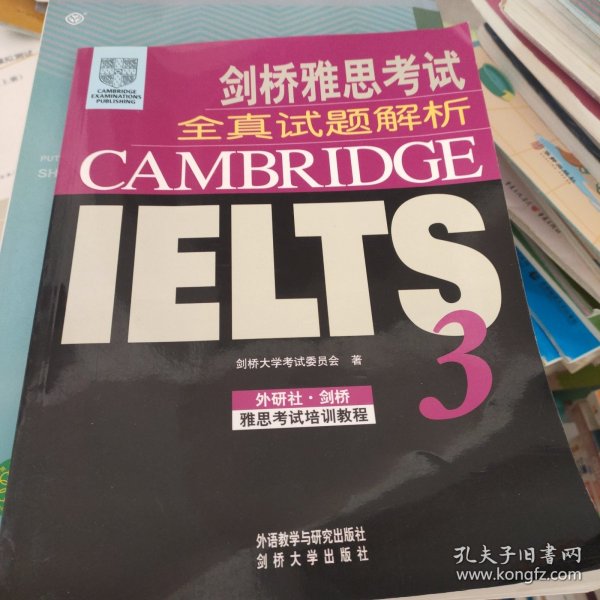 CAMBRIDGE
EXAMINATIONS
PUBLISHING
剑桥雅思考试
全真试题解析
CAMBRIDGE
IELTS
3
剑桥大学考试委员会 著
外研社·剑桥
雅思考试培训教程
外语教学与研究出版社
剑桥大学出版社
孔夫子旧书网
www.kongfz.com